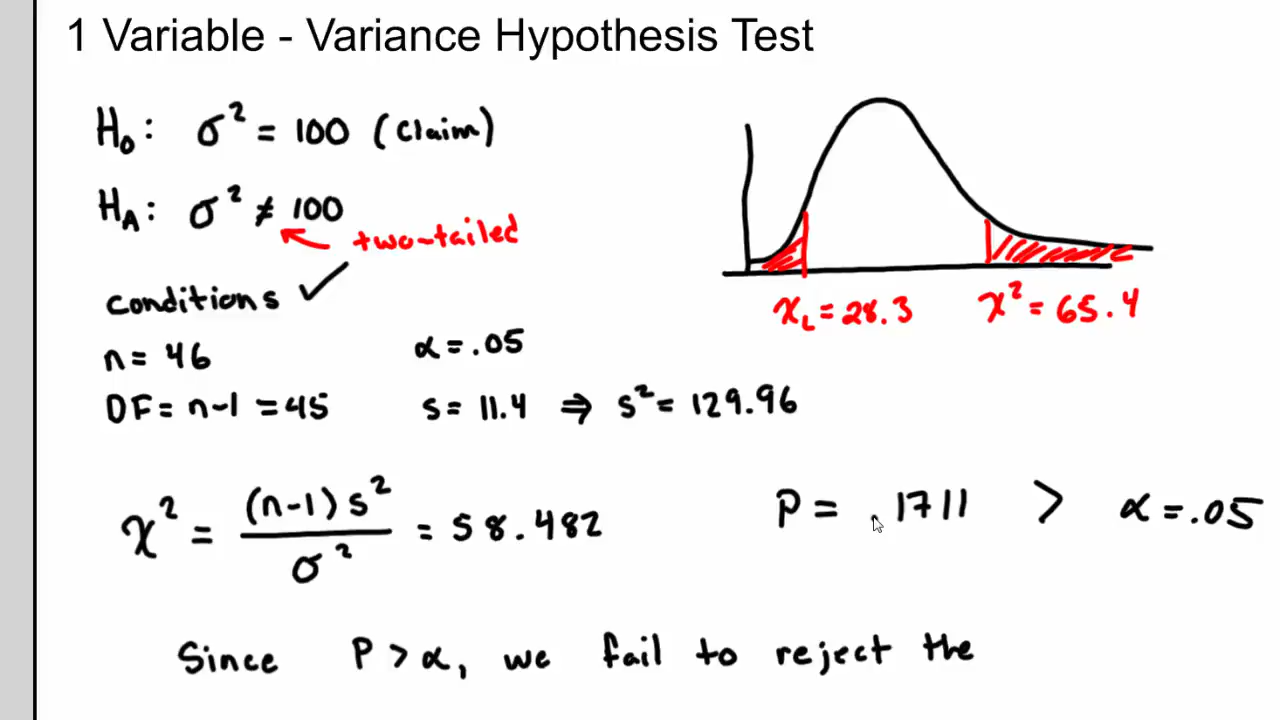 1 Variable - Variance Hypothesis Test
H₀: σ² = 100 (Claim)
H_A: σ² ≠ 100
two-tailed
conditions ✓
n = 46
α = .05
DF = n-1 = 45
s = 11.4 ⇒ s² = 129.96
χ_L = 28.3
χ² = 65.4
χ² = (n-1)s² / σ² = 58.482
P = .1711 > α = .05
Since P > α, we fail to reject the